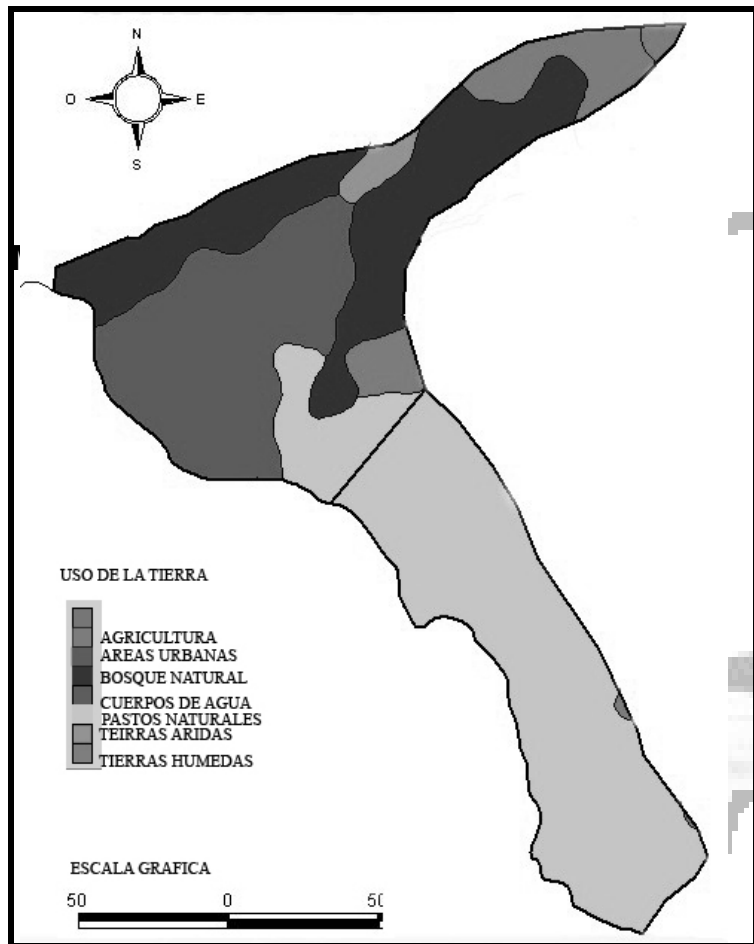 N
O E
S
USO DE LA TIERRA
AGRICULTURA
AREAS URBANAS
BOSQUE NATURAL
CUERPOS DE AGUA
PASTOS NATURALES
TEIRRAS ARIDAS
TIERRAS HUMEDAS
ESCALA GRAFICA
50 0 50